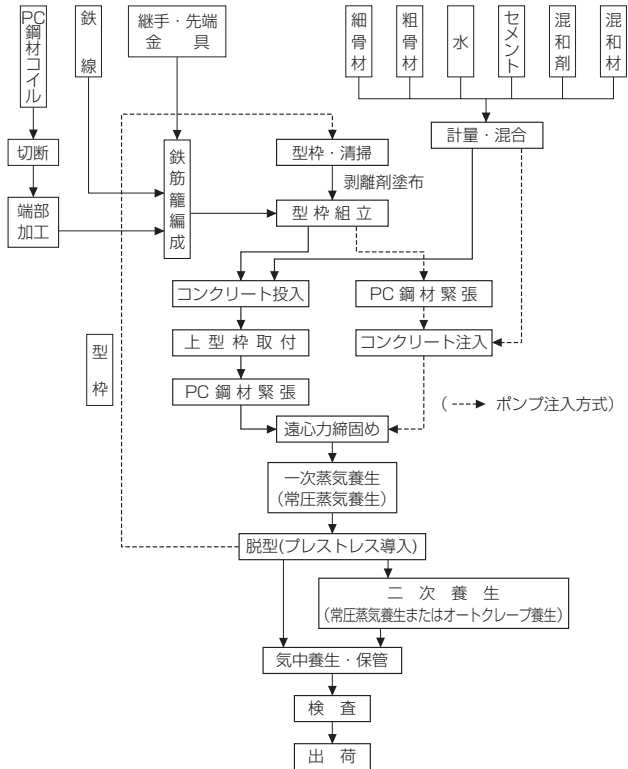 PC鋼材コイル
鉄線
継手・先端
金具
細骨材
粗骨材
水
セメント
混和剤
混和材
計量・混合
切断
型枠・清掃
鉄筋籠編成
剥離剤塗布
端部
加工
型枠組立
コンクリート投入
PC鋼材緊張
型枠
上型枠取付
コンクリート注入
PC鋼材緊張
(----▶ ポンプ注入方式)
遠心力締固め
一次蒸気養生
(常圧蒸気養生)
脱型(プレストレス導入)
二次養生
(常圧蒸気養生またはオートクレーブ養生)
気中養生・保管
検査
出荷